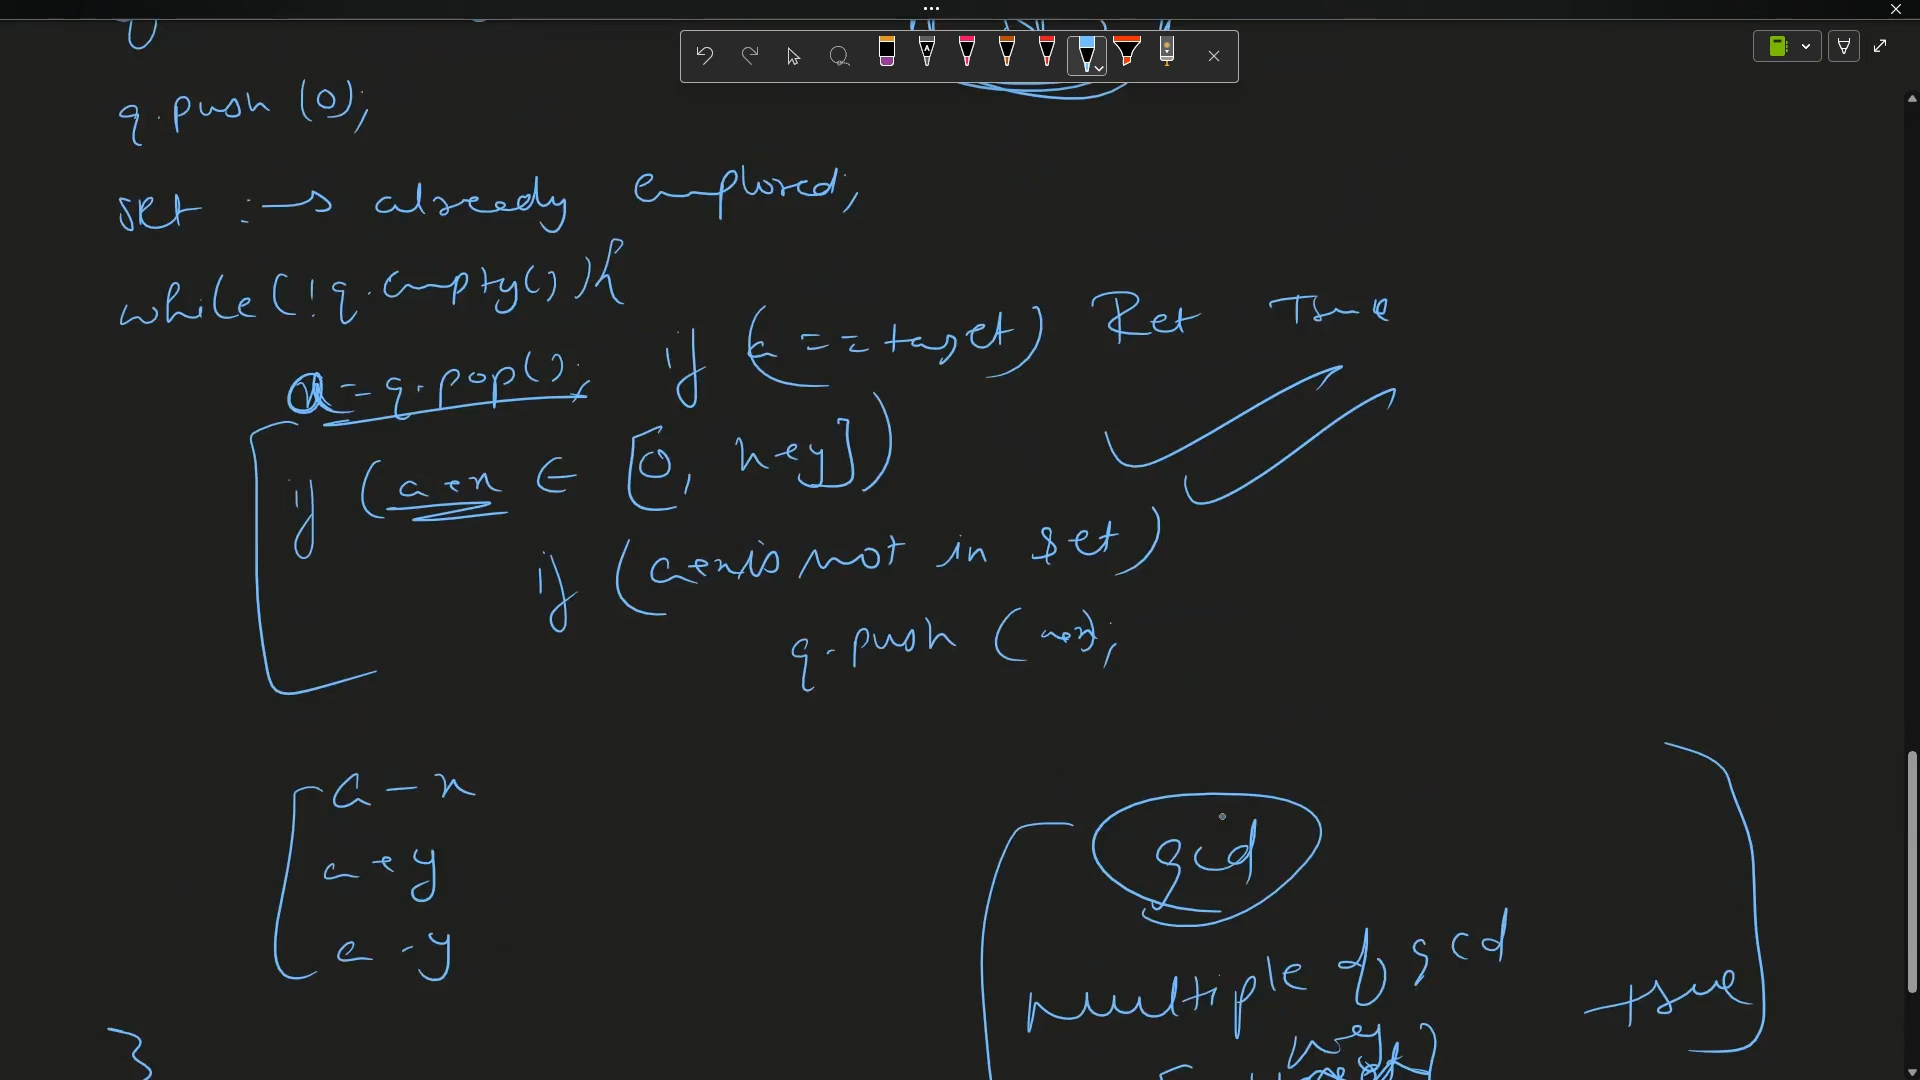 q.push (0);
set :→ already explored;
while(!q.empty()){
a = q.pop(); if (a == target) Ret True
if (a+x ∈ [0, x+y])
if (a+x is not in set)
q.push (a+x);
a - x
a + y
a - y
gcd
multiple of gcd
true
x+y
}